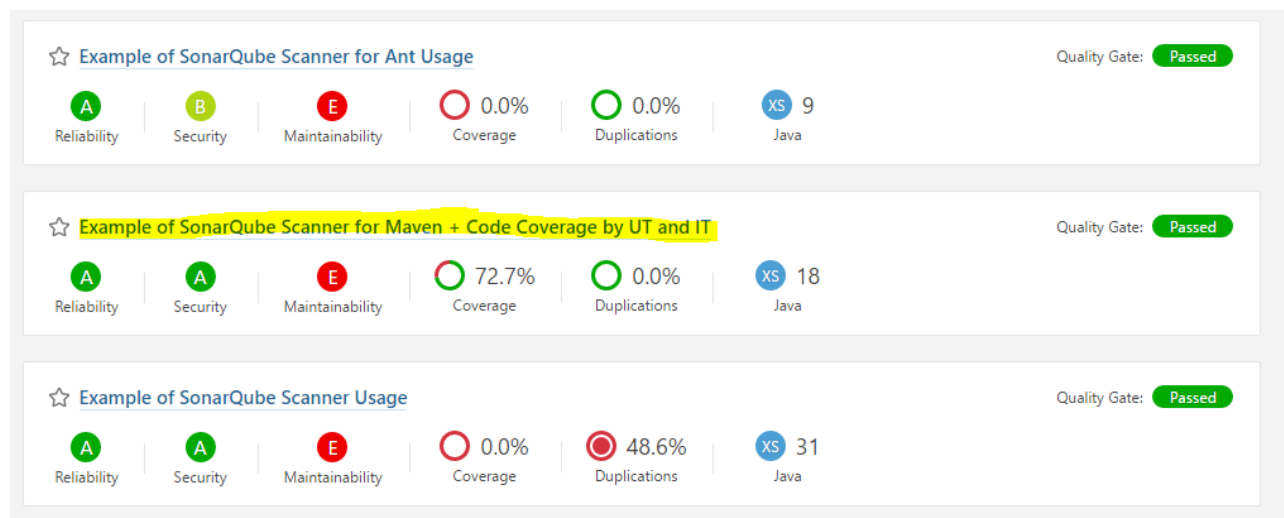 Example of SonarQube Scanner for Ant Usage Quality Gate: Passed
A B E 0.0% 0.0% XS 9
Reliability Security Maintainability Coverage Duplications Java
Example of SonarQube Scanner for Maven + Code Coverage by UT and IT Quality Gate: Passed
A A E 72.7% 0.0% XS 18
Reliability Security Maintainability Coverage Duplications Java
Example of SonarQube Scanner Usage Quality Gate: Passed
A A E 0.0% 48.6% XS 31
Reliability Security Maintainability Coverage Duplications Java